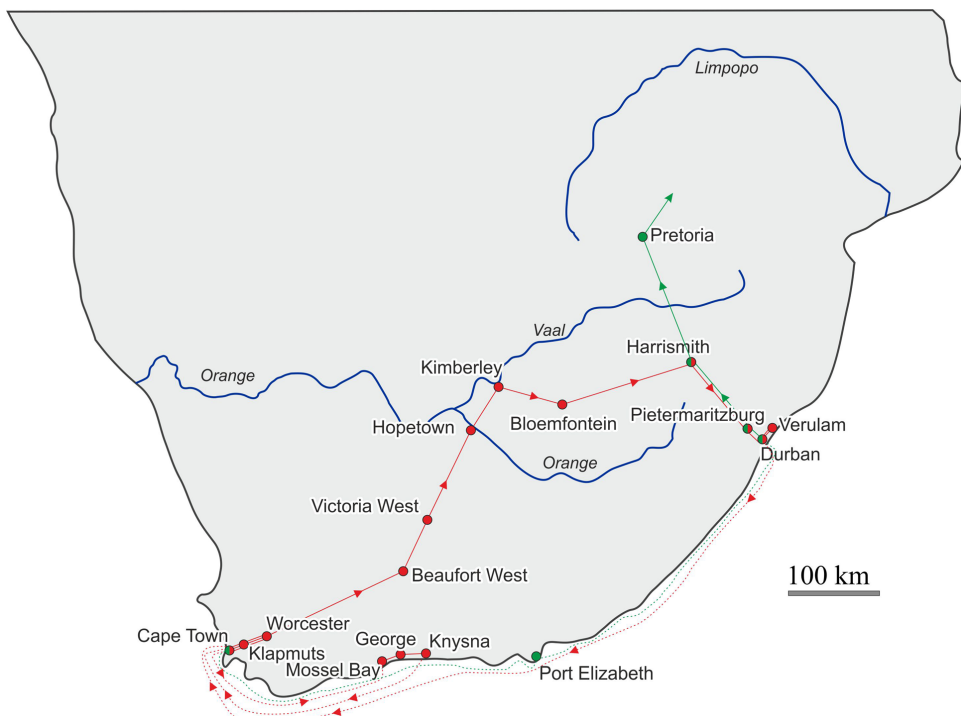 Limpopo
Pretoria
Vaal
Harrismith
Kimberley
Orange
Bloemfontein
Pietermaritzburg
Verulam
Hopetown
Durban
Orange
Victoria West
Beaufort West
100 km
Worcester
Cape Town
George
Knysna
Klapmuts
Mossel Bay
Port Elizabeth